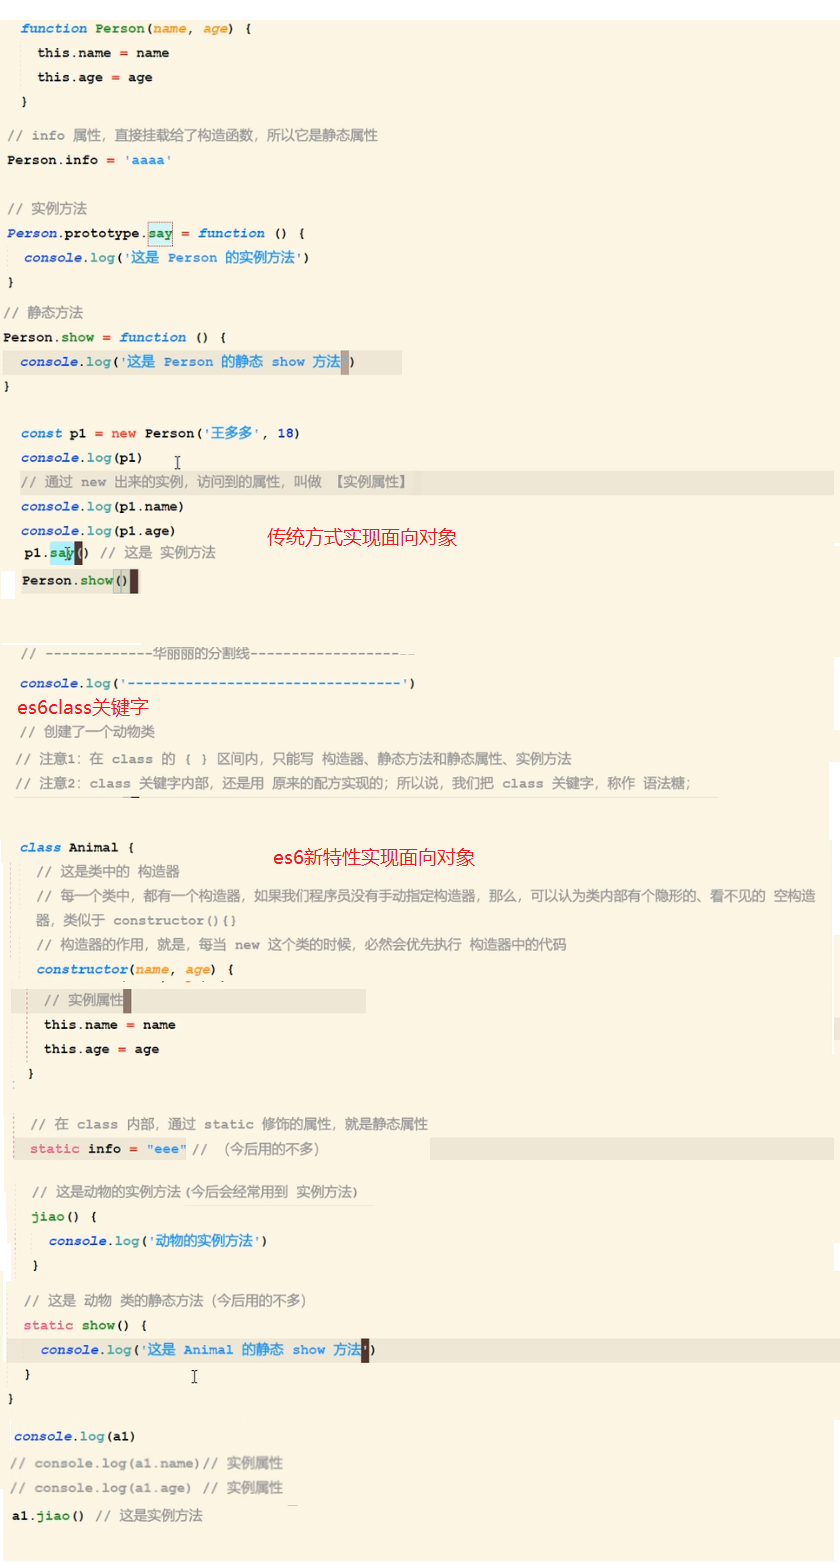 function Person(name, age) {
this.name = name
this.age = age
}
// info 属性，直接挂载给了构造函数，所以它是静态属性
Person.info = 'aaaa'
// 实例方法
Person.prototype.say = function () {
console.log('这是 Person 的实例方法')
}
// 静态方法
Person.show = function () {
console.log('这是 Person 的静态 show 方法')
}
const p1 = new Person('王多多', 18)
console.log(p1)
// 通过 new 出来的实例，访问到的属性，叫做 【实例属性】
console.log(p1.name)
console.log(p1.age)
传统方式实现面向对象
p1.say() // 这是 实例方法
Person.show()
// -------------华丽丽的分割线--------------------
console.log('---------------------------------')
es6class关键字
// 创建了一个动物类
// 注意1：在 class 的 { } 区间内，只能写 构造器、静态方法和静态属性、实例方法
// 注意2：class 关键字内部，还是用 原来的配方实现的；所以说，我们把 class 关键字，称作 语法糖；
class Animal {
es6新特性实现面向对象
// 这是类中的 构造器
// 每一个类中，都有一个构造器，如果我们程序员没有手动指定构造器，那么，可以认为类内部有个隐形的、看不见的 空构造
器，类似于 constructor(){}
// 构造器的作用，就是，每当 new 这个类的时候，必然会优先执行 构造器中的代码
constructor(name, age) {
// 实例属性
this.name = name
this.age = age
}
// 在 class 内部，通过 static 修饰的属性，就是静态属性
static info = "eee" // （今后用的不多）
// 这是动物的实例方法(今后会经常用到 实例方法)
jiao() {
console.log('动物的实例方法')
}
// 这是 动物 类的静态方法（今后用的不多）
static show() {
console.log('这是 Animal 的静态 show 方法')
}
}
console.log(a1)
// console.log(a1.name)// 实例属性
// console.log(a1.age) // 实例属性
a1.jiao() // 这是实例方法